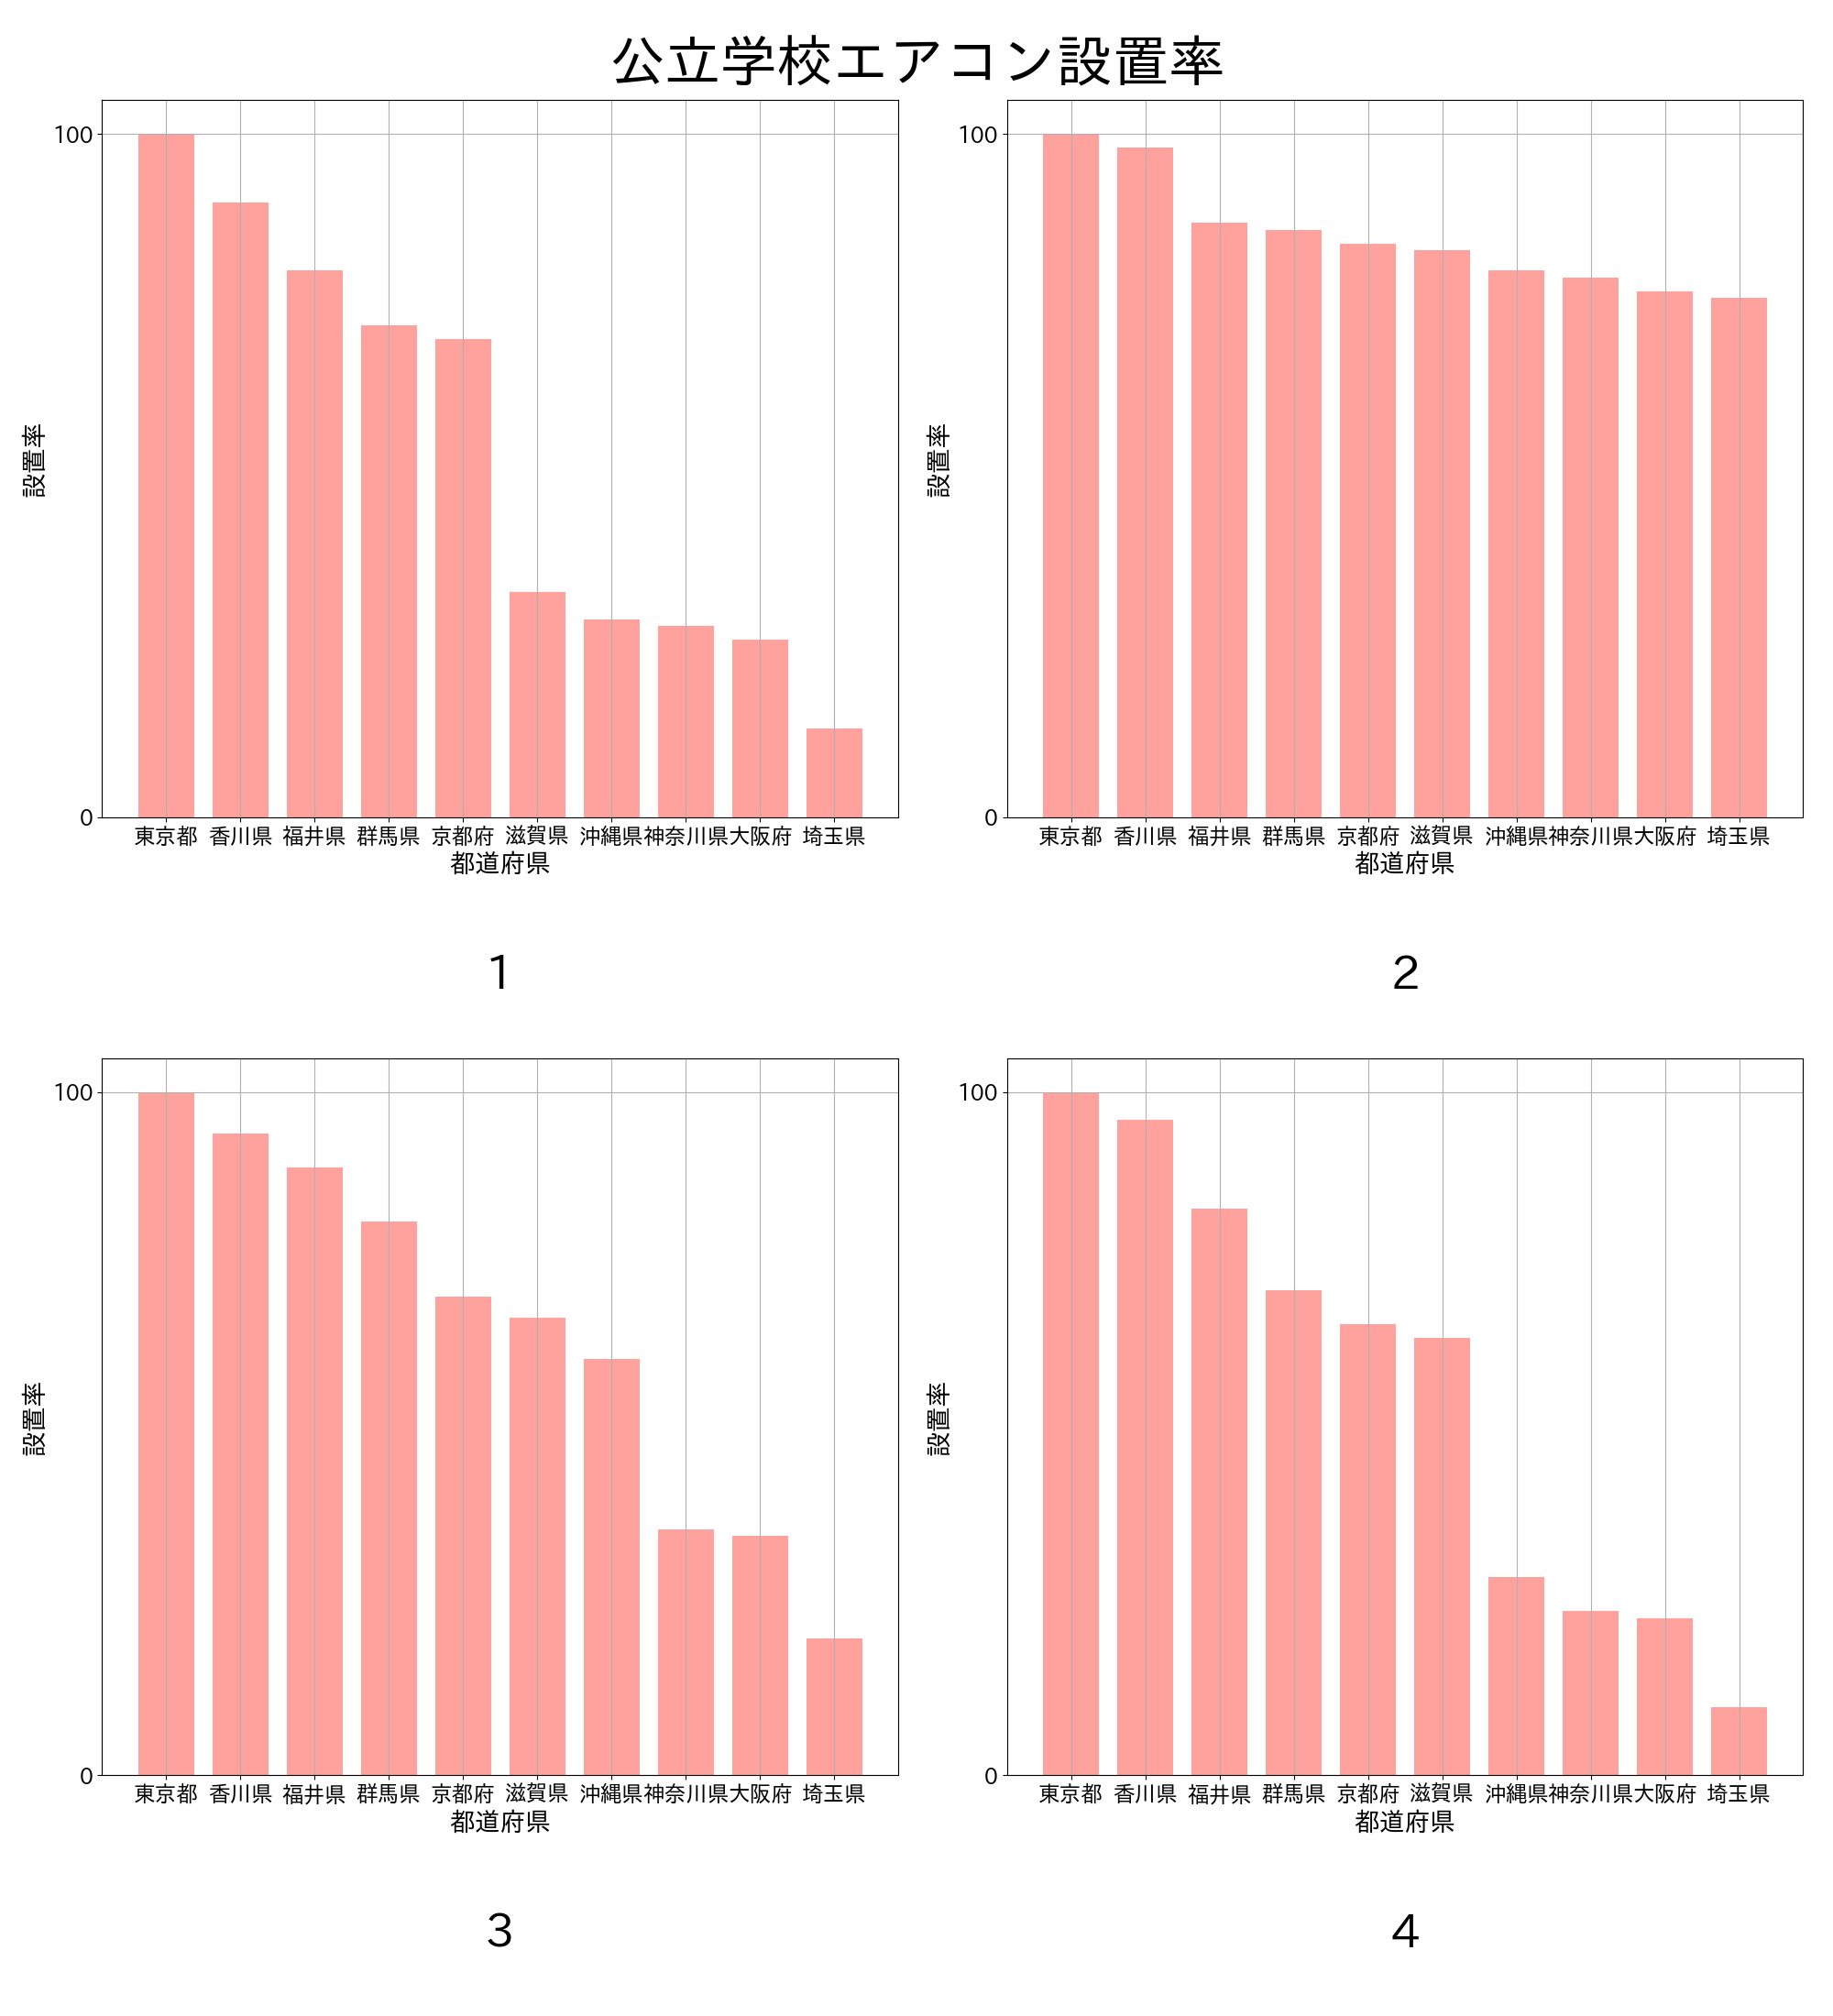 公立学校エアコン設置率
100
0
設置率
東京都 香川県 福井県 群馬県 京都府 滋賀県 沖縄県 神奈川県 大阪府 埼玉県
都道府県
1
100
0
設置率
東京都 香川県 福井県 群馬県 京都府 滋賀県 沖縄県 神奈川県 大阪府 埼玉県
都道府県
2
100
0
設置率
東京都 香川県 福井県 群馬県 京都府 滋賀県 沖縄県 神奈川県 大阪府 埼玉県
都道府県
3
100
0
設置率
東京都 香川県 福井県 群馬県 京都府 滋賀県 沖縄県 神奈川県 大阪府 埼玉県
都道府県
4